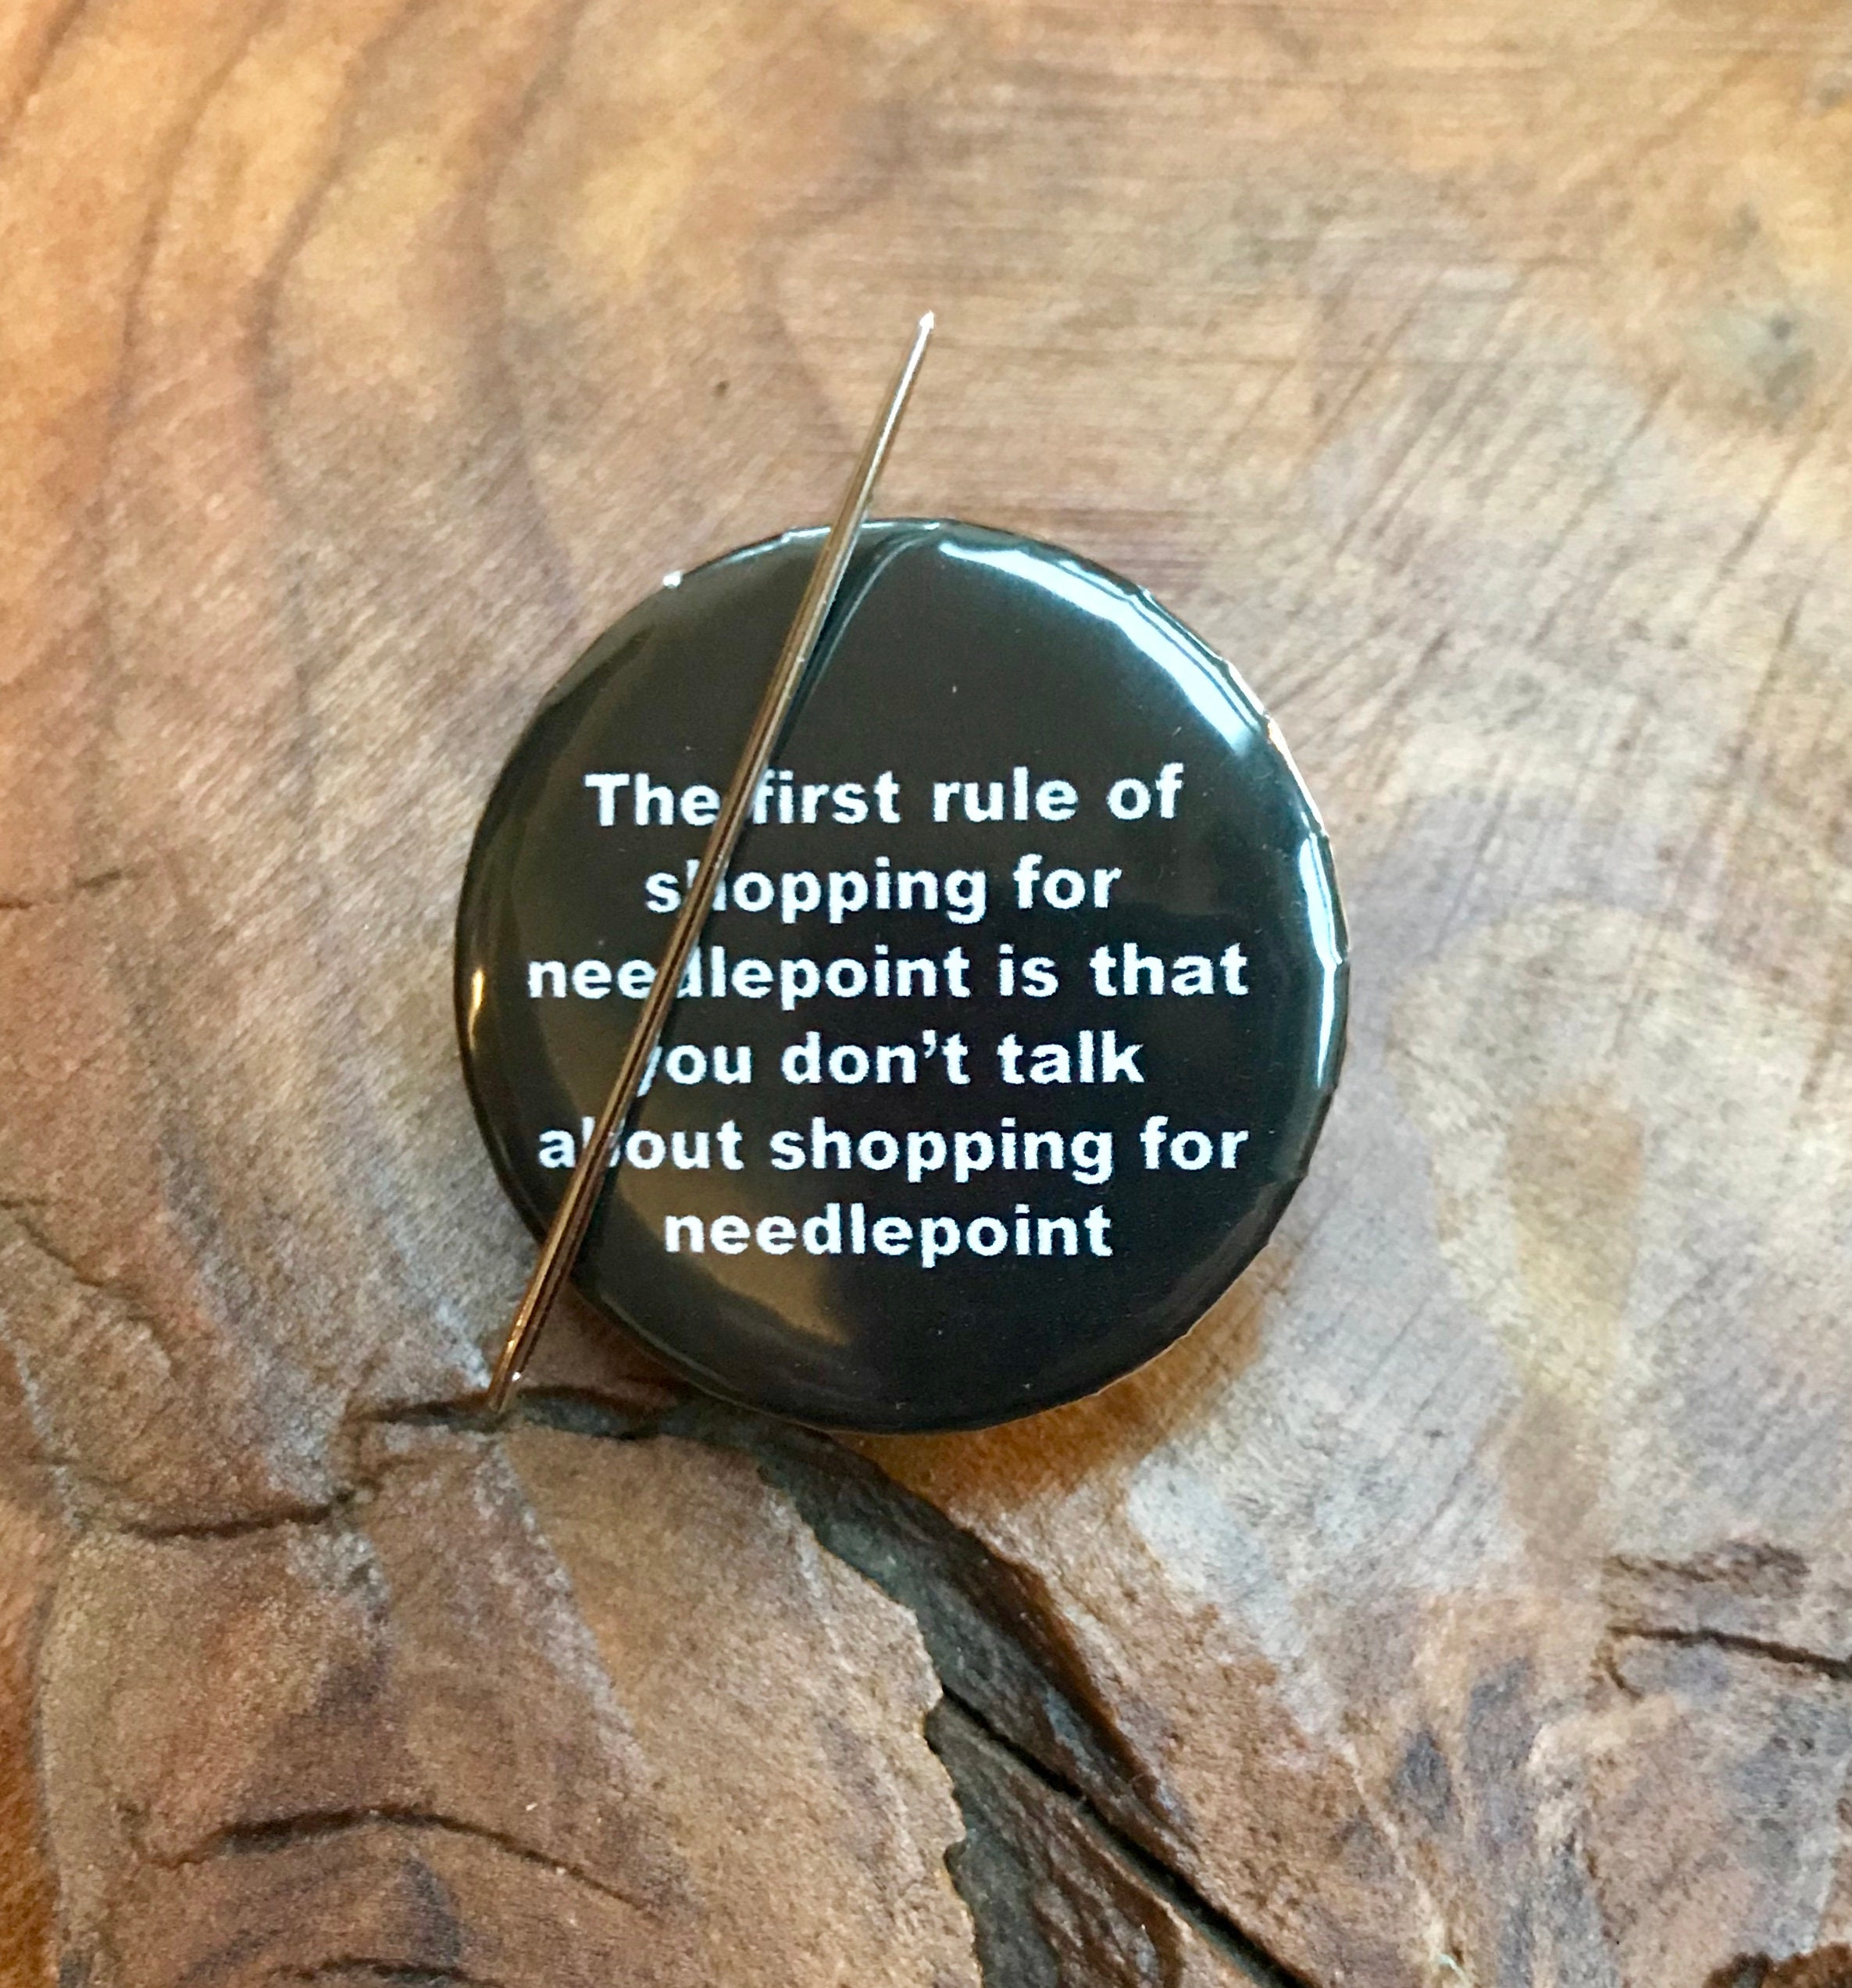 The first rule of
shopping for
needlepoint is that
you don't talk
about shopping for
needlepoint